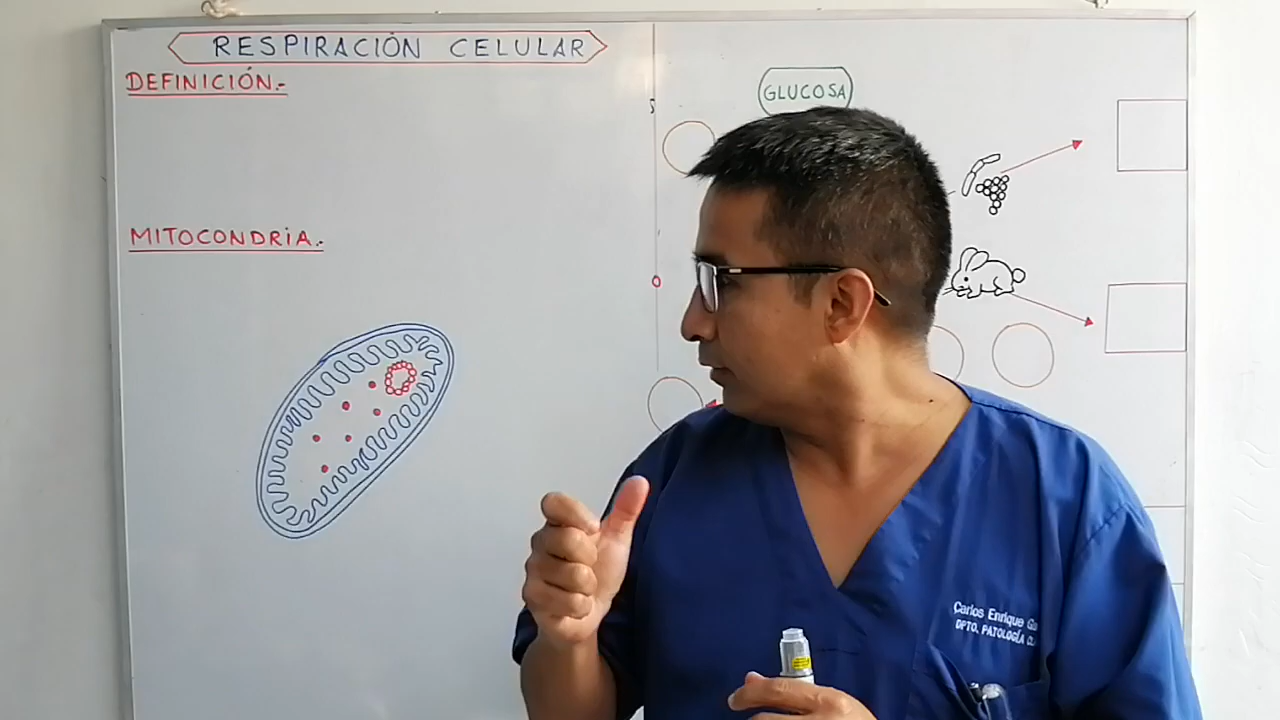 RESPIRACIÓN CELULAR
DEFINICIÓN.-
MITOCONDRIA.-
GLUCOSA
Carlos Enrique
DPTO. PATOLOGÍA